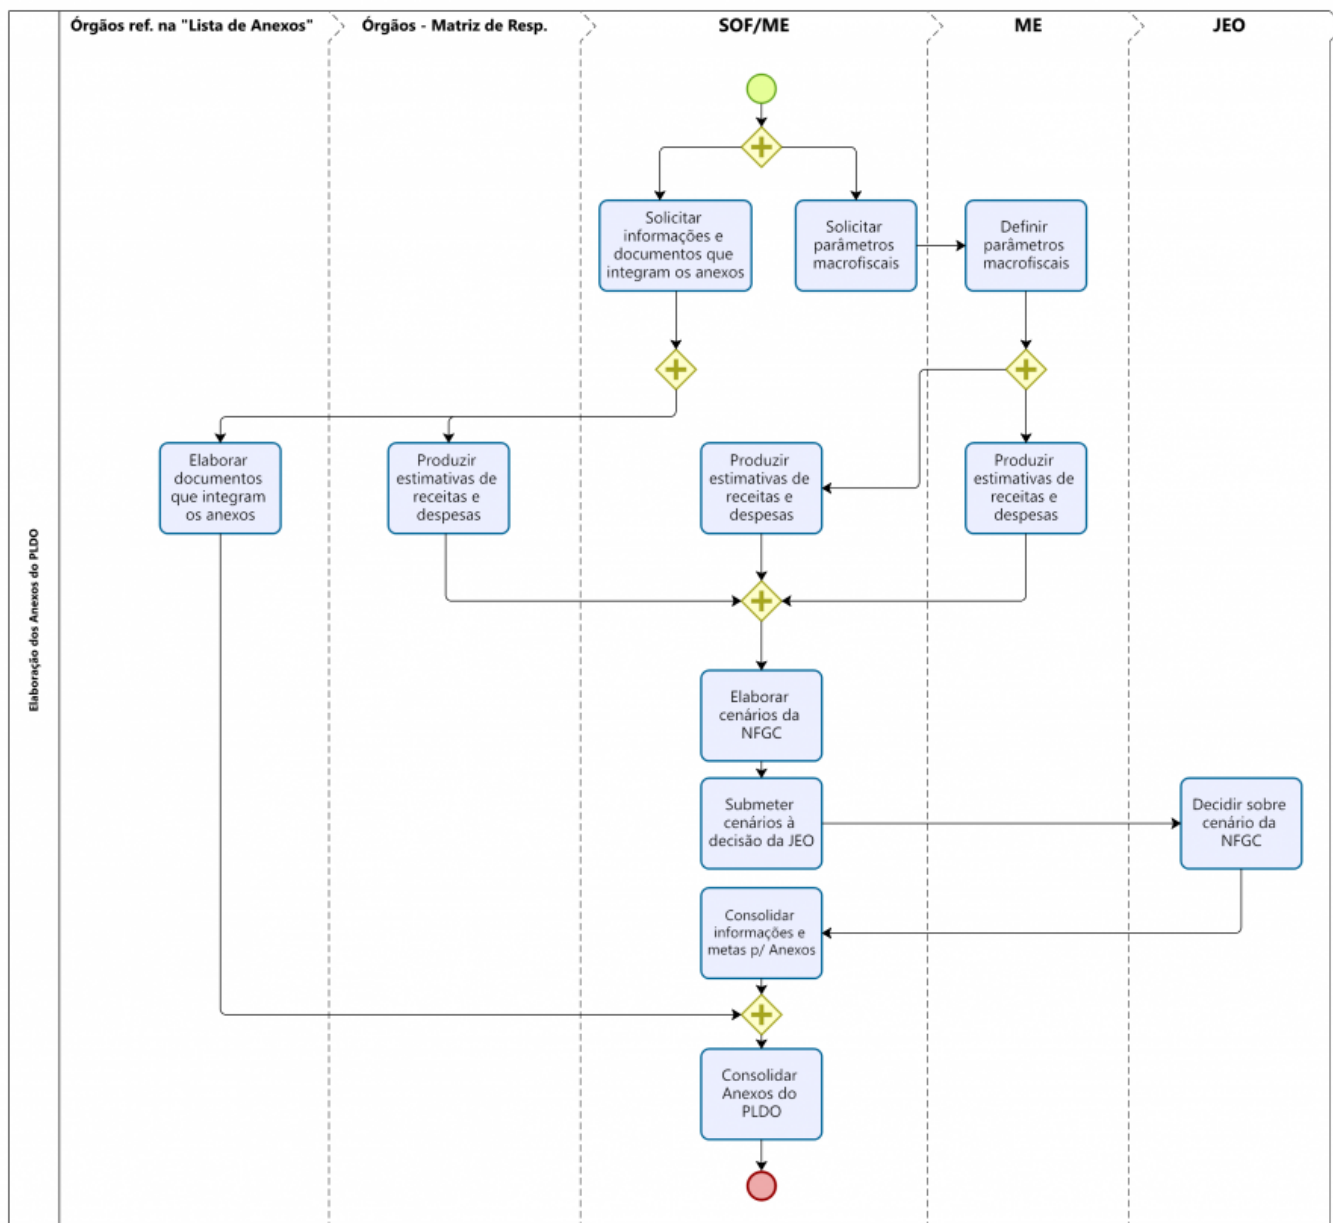 Órgãos ref. na "Lista de Anexos"
Órgãos - Matriz de Resp.
SOF/ME
ME
JEO
Elaboração dos Anexos do PLDO
Solicitar
informações e
documentos que
integram os anexos
Solicitar
parâmetros
macrofiscais
Definir
parâmetros
macrofiscais
Elaborar
documentos
que integram
os anexos
Produzir
estimativas de
receitas e
despesas
Produzir
estimativas de
receitas e
despesas
Produzir
estimativas de
receitas e
despesas
Elaborar
cenários da
NFGC
Submeter
cenários à
decisão da JEO
Decidir sobre
cenário da
NFGC
Consolidar
informações e
metas p/ Anexos
Consolidar
Anexos do
PLDO